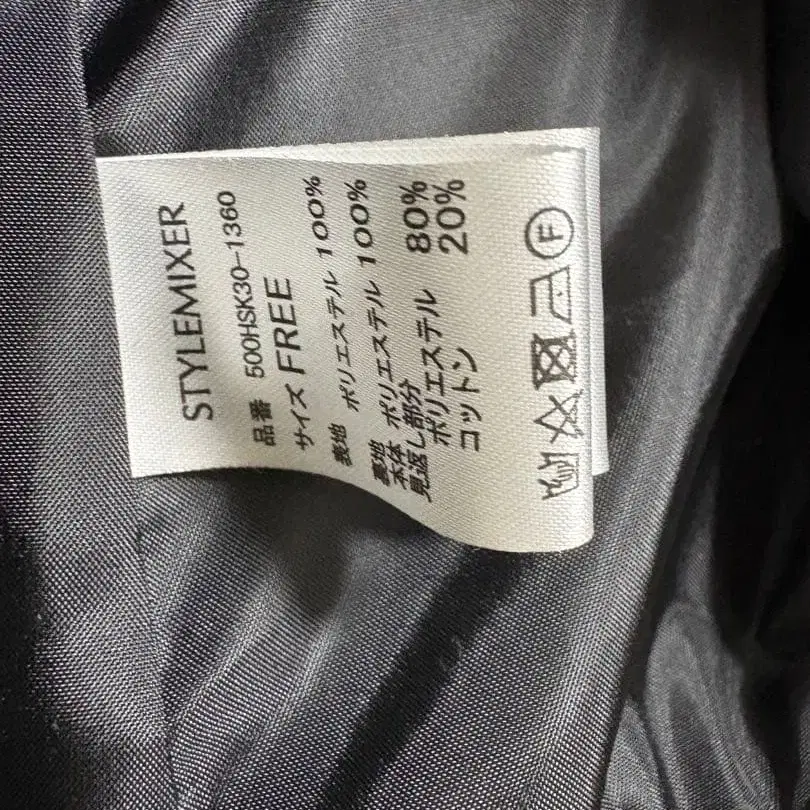 STYLEMIXER
品番 500HSK30-1360
サイズ FREE
表地 ポリエステル 100%
裏地
本体 ポリエステル 100%
見返し部分
ポリエステル 80%
コットン 20%
F